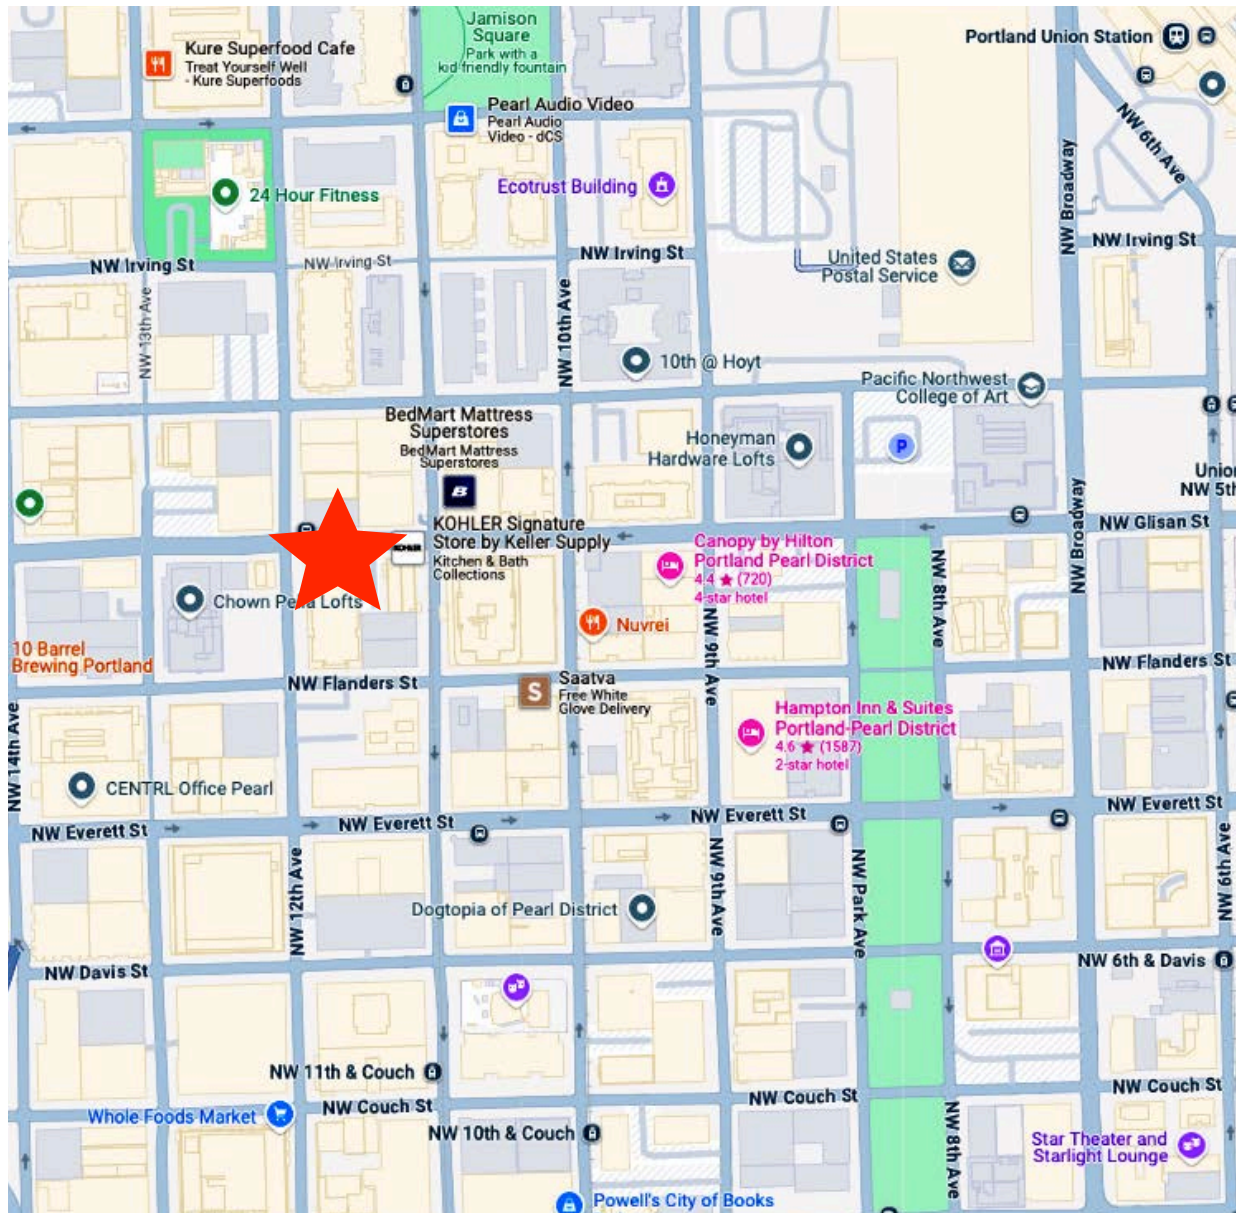 Jamison
Square
Park with a
kid friendly fountain
Portland Union Station
Kure Superfood Cafe
Treat Yourself Well
- Kure Superfoods
Pearl Audio Video
Pearl Audio
Video - dCS
NW 6th Ave
NW Broadway
24 Hour Fitness
Ecotrust Building
NW Irving St
NW Irving St
NW Irving St
NW Irving St
United States
Postal Service
NW 13th Ave
NW 10th Ave
10th @ Hoyt
Pacific Northwest
College of Art
BedMart Mattress
Superstores
BedMart Mattress
Superstores
B
Honeyman
Hardware Lofts
P
Union
NW 5th
NW Broadway
NW Glisan St
KOHLER
KOHLER Signature
Store by Keller Supply
Kitchen & Bath
Collections
Canopy by Hilton
Portland Pearl District
4.4 ★ (720)
4-star hotel
NW 8th Ave
Chown Pella Lofts
Nuvrei
NW 9th Ave
10 Barrel
Brewing Portland
NW Flanders St
NW Flanders St
S
Saatva
Free White
Glove Delivery
Hampton Inn & Suites
Portland-Pearl District
4.6 ★ (1587)
2-star hotel
NW 14th Ave
CENTRL Office Pearl
NW Everett St
NW Everett St
NW Everett St
NW Everett St
NW 12th Ave
NW 9th Ave
NW Park Ave
NW 6th Ave
Dogtopia of Pearl District
NW Davis St
NW 6th & Davis
NW 11th & Couch
NW Couch St
NW Couch St
NW Couch St
Whole Foods Market
NW 10th & Couch
NW 8th Ave
Star Theater and
Starlight Lounge
Powell's City of Books